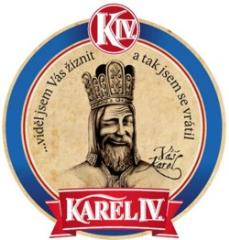 KIV.
...viděl jsem Vás žíznit
a tak jsem se vrátil
Váš
Karel
KAREL IV.